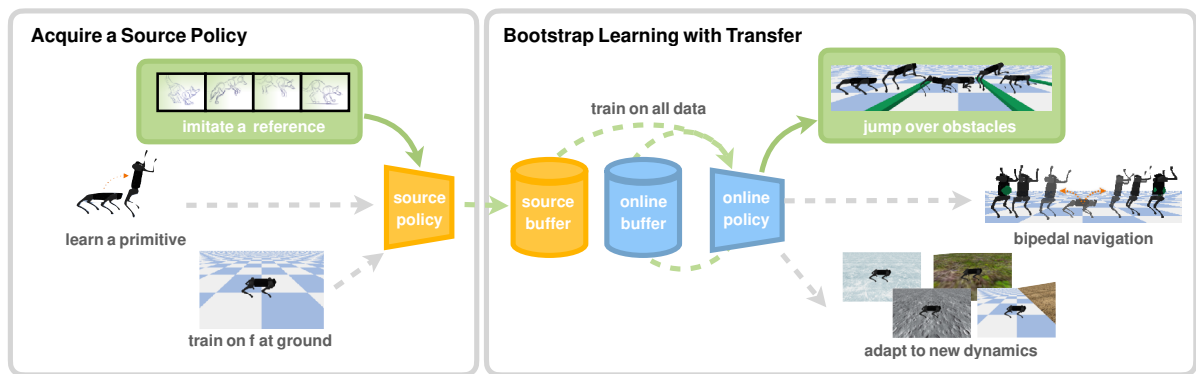 Acquire a Source Policy
imitate a reference
learn a primitive
train on f at ground
source
policy
Bootstrap Learning with Transfer
train on all data
source
buffer
online
buffer
online
policy
jump over obstacles
bipedal navigation
adapt to new dynamics